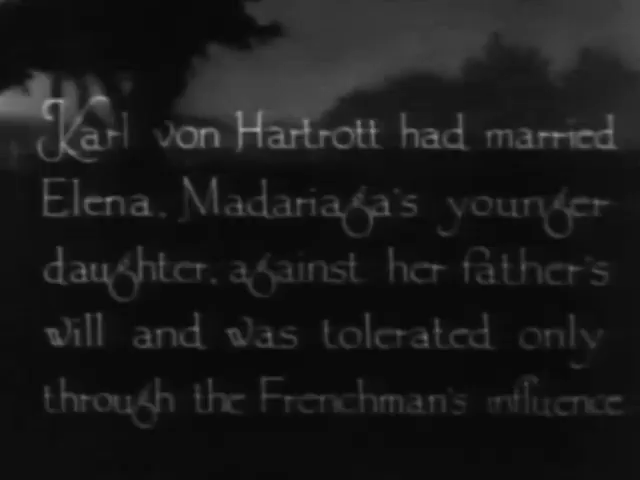 Karl von Hartrott had married
Elena, Madariaga's younger
daughter, against her father's
will and was tolerated only
through the Frenchman's influence